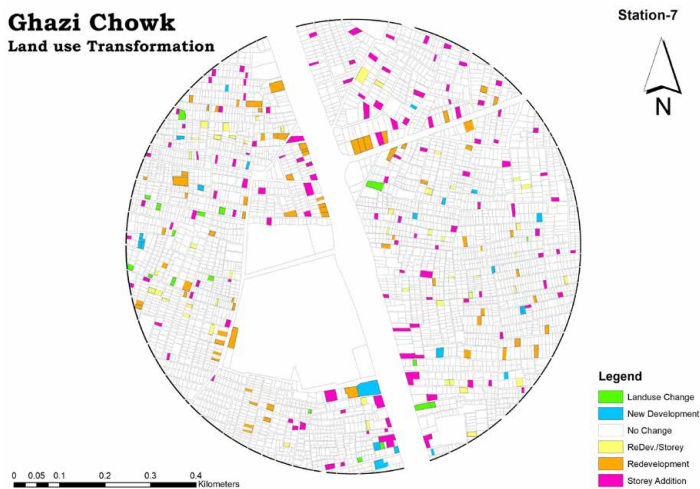 Ghazi Chowk
Land use Transformation
Station-7
N
Legend
Landuse Change
New Development
No Change
ReDev./Storey
Redevelopment
Storey Addition
0 0.05 0.1 0.2 0.3 0.4
Kilometers